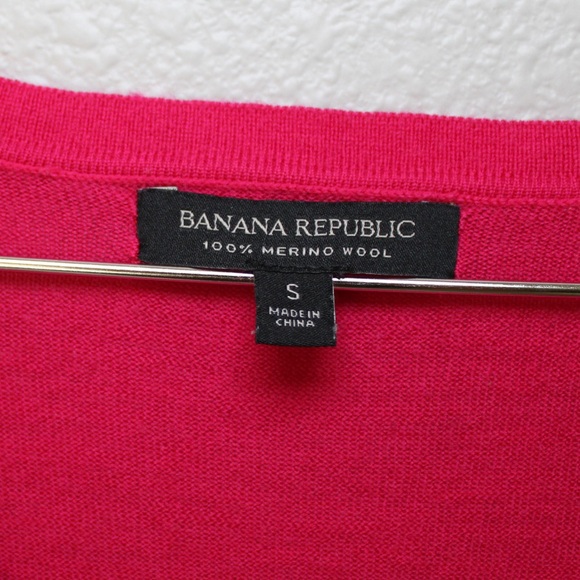 BANANA REPUBLIC
100% MERINO WOOL
S
MADE IN
CHINA